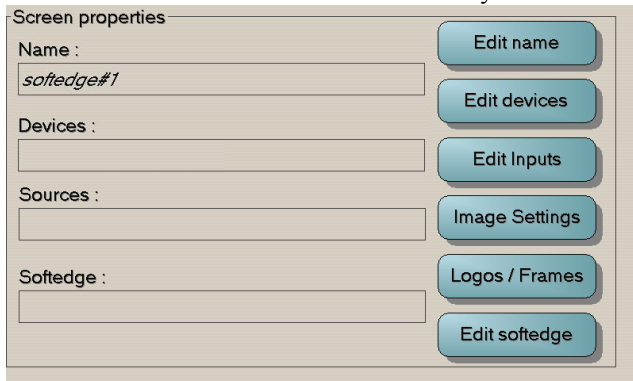 Screen properties
Name :
softedge#1
Devices :
Sources :
Softedge :
Edit name
Edit devices
Edit Inputs
Image Settings
Logos / Frames
Edit softedge